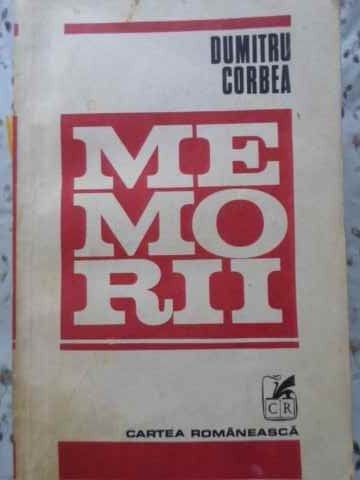 DUMITRU
CORBEA
ME
MO
RII
CR
CARTEA ROMÂNEASCĂ